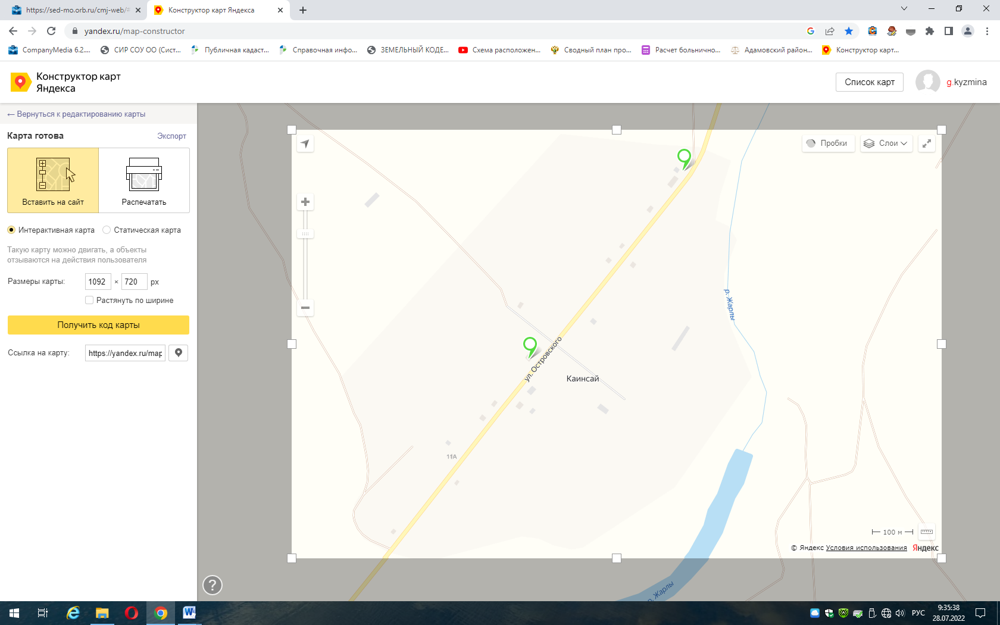 https://sed-mo.orb.ru/cmj-web/
Конструктор карт Яндекса
yandex.ru/map-constructor
CompanyMedia 6.2....
СИР СОУ ОО (Сист...
Публичная кадаст...
Справочная инфо...
ЗЕМЕЛЬНЫЙ КОДЕ...
Схема расположен...
Сводный план про...
Расчет больнично...
Адамовский район...
Конструктор карт...
Конструктор карт
Яндекса
Список карт
g.kyzmina
← Вернуться к редактированию карты
Карта готова
Экспорт
Вставить на сайт
Распечатать
Интерактивная карта
Статическая карта
Такую карту можно двигать, а объекты
отзываются на действия пользователя
Размеры карты:
1092 × 720 px
Растянуть по ширине
Получить код карты
Ссылка на карту:
https://yandex.ru/map
Пробки
Слои
р. Жарлы
ул. Островского
Каинсай
11А
100 м
© Яндекс Условия использования
Яндекс
р. Жарлы
?
РУС
9:35:38
28.07.2022